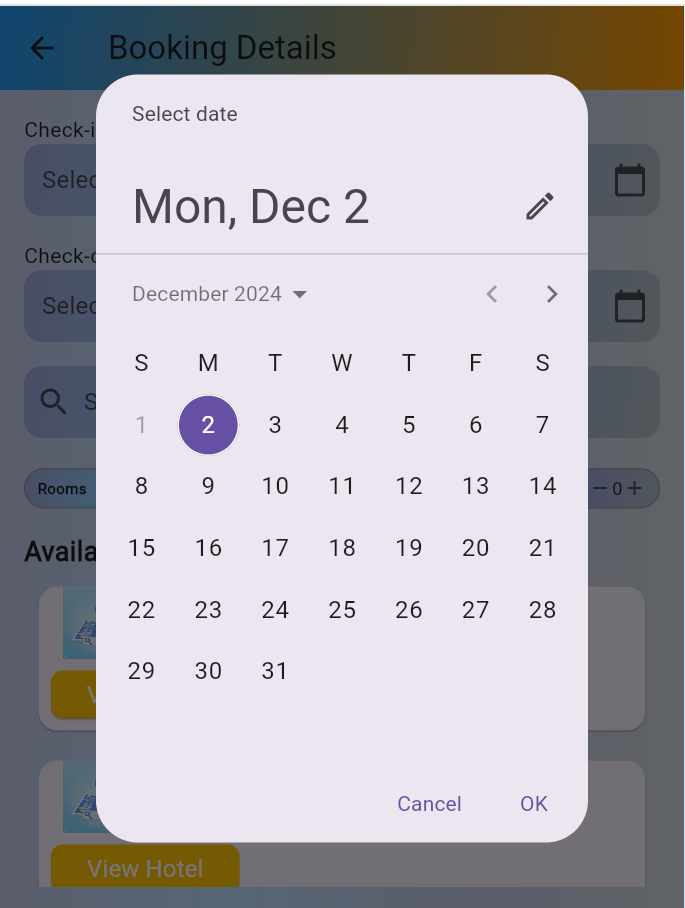 Booking Details
Select date
Check-i
Selec
Mon, Dec 2
Check-
Selec
December 2024
S M T W T F S
S
1 2 3 4 5 6 7
Rooms
8 9 10 11 12 13 14
0
15 16 17 18 19 20 21
Availa
22 23 24 25 26 27 28
29 30 31
V
Cancel OK
View Hotel